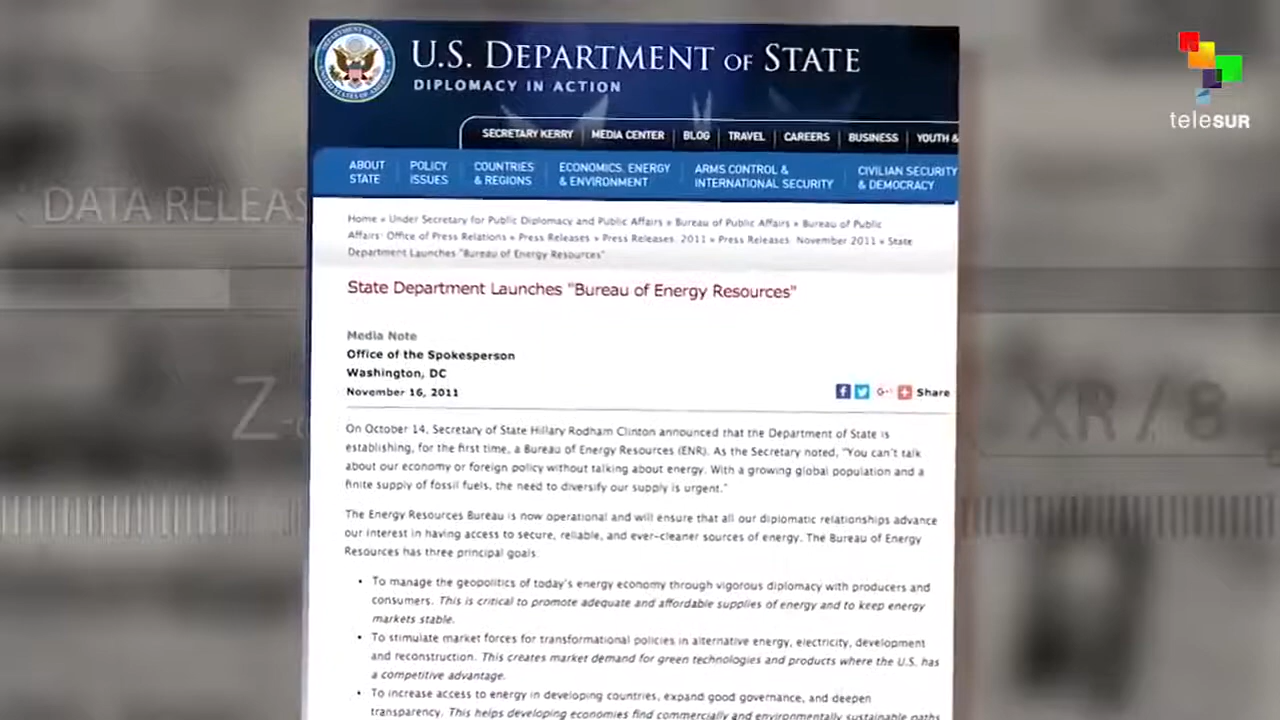 U.S. DEPARTMENT OF STATE
DIPLOMACY IN ACTION
teleSUR
SECRETARY KERRY MEDIA CENTER BLOG TRAVEL CAREERS BUSINESS YOUTH &
ABOUT STATE
POLICY ISSUES
COUNTRIES & REGIONS
ECONOMICS, ENERGY & ENVIRONMENT
ARMS CONTROL & INTERNATIONAL SECURITY
CIVILIAN SECURITY & DEMOCRACY
DATA RELEAS
Home » Under Secretary for Public Diplomacy and Public Affairs » Bureau of Public Affairs » Bureau of Public
Affairs: Office of Press Relations » Press Releases » Press Releases: 2011 » Press Releases: November 2011 » State
Department Launches "Bureau of Energy Resources"
State Department Launches "Bureau of Energy Resources"
Media Note
Office of the Spokesperson
Washington, DC
November 16, 2011
Share
On October 14, Secretary of State Hillary Rodham Clinton announced that the Department of State is
establishing, for the first time, a Bureau of Energy Resources (ENR). As the Secretary noted, "You can't talk
about our economy or foreign policy without talking about energy. With a growing global population and a
finite supply of fossil fuels, the need to diversify our supply is urgent."
The Energy Resources Bureau is now operational and will ensure that all our diplomatic relationships advance
our interest in having access to secure, reliable, and ever-cleaner sources of energy. The Bureau of Energy
Resources has three principal goals:
• To manage the geopolitics of today's energy economy through vigorous diplomacy with producers and
consumers. This is critical to promote adequate and affordable supplies of energy and to keep energy
markets stable.
• To stimulate market forces for transformational policies in alternative energy, electricity, development
and reconstruction. This creates market demand for green technologies and products where the U.S. has
a competitive advantage.
• To increase access to energy in developing countries, expand good governance, and deepen
transparency. This helps developing economies find commercially and environmentally sustainable paths
XR / 8